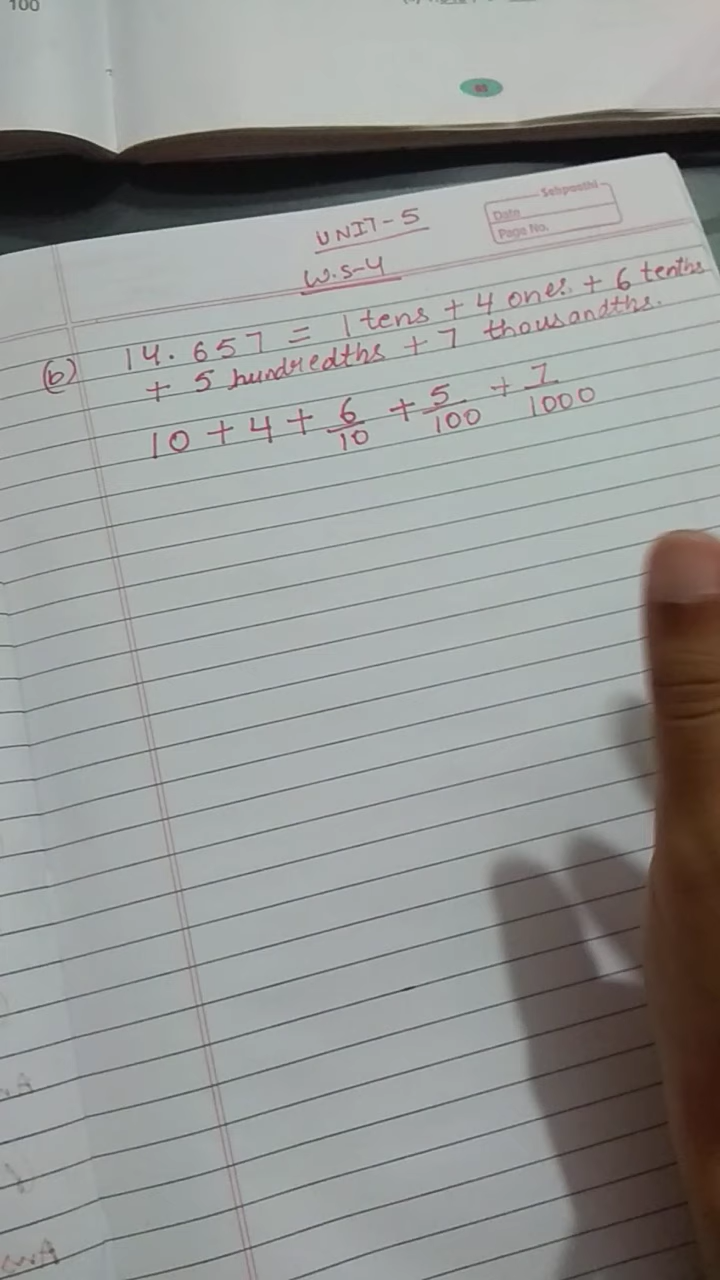 100
UNIT-5
W.S-4
Date
Page No.
(b) 14.657 = 1 tens + 4 ones. + 6 tenths
+ 5 hundredths + 7 thousandths.
10 + 4 + 6/10 + 5/100 + 7/1000